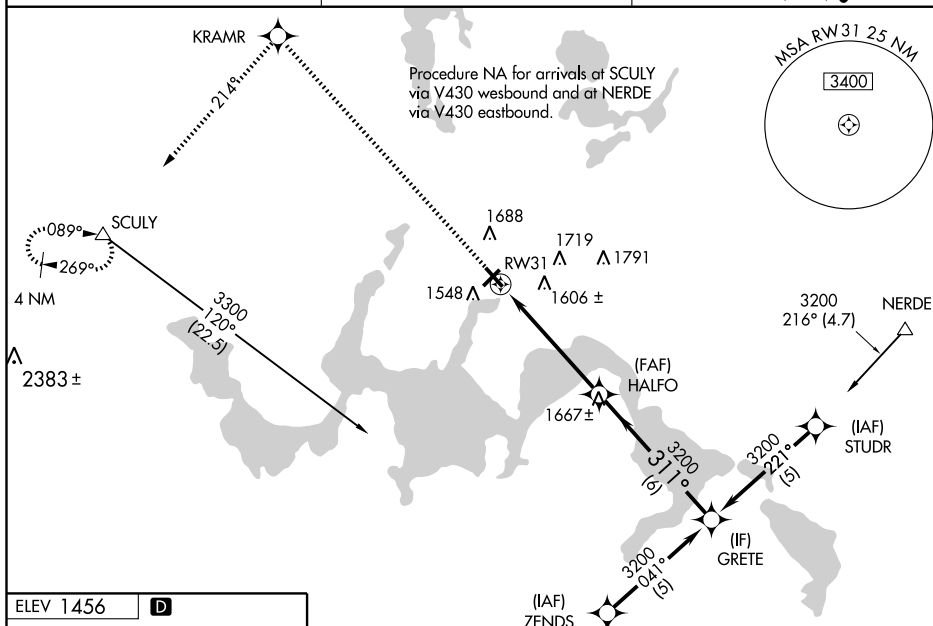 KRAMR
MSA RW31 25 NM
3400
Procedure NA for arrivals at SCULY
via V430 wesbound and at NERDE
via V430 eastbound.
214°
SCULY
089°
269°
4 NM
3300
120°
(22.5)
2383 ±
1688
1719
1791
RW31
1548
1606 ±
3200
216° (4.7)
NERDE
(FAF)
HALFO
1667±
(IAF)
STUDR
3200
221°
(5)
3200
311°
(6)
(IF)
GRETE
3200
041°
(5)
(IAF)
ZENDS
ELEV 1456
D